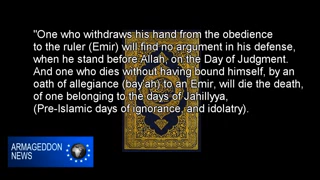 "One who withdraws his hand from the obedience
to the ruler (Emir) will find no argument in his defense,
when he stand before Allah, on the Day of Judgment.
And one who dies without having bound himself, by an
oath of allegiance (bay'ah) to an Emir, will die the death,
of one belonging to the days of Jahillyya,
(Pre-Islamic days of ignorance and idolatry).
ARMAGEDDON
NEWS